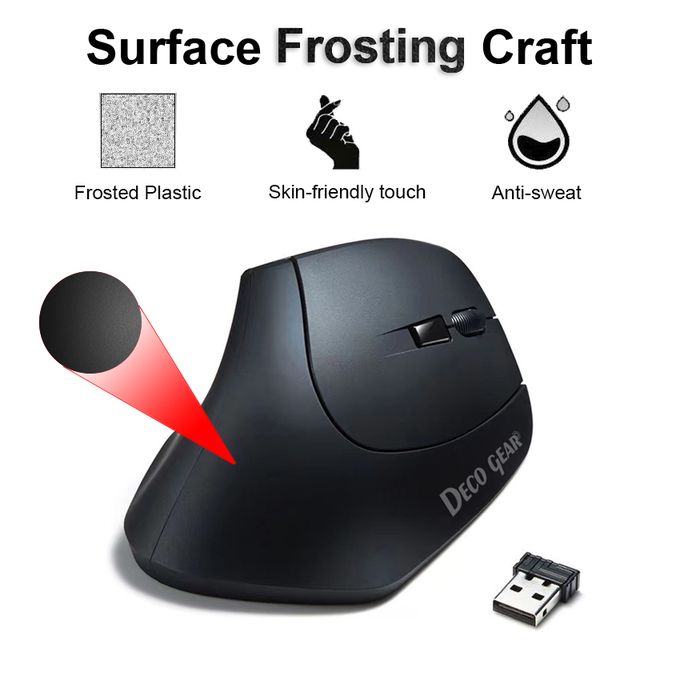 Surface Frosting Craft
Frosted Plastic
Skin-friendly touch
Anti-sweat
DECO GEAR®